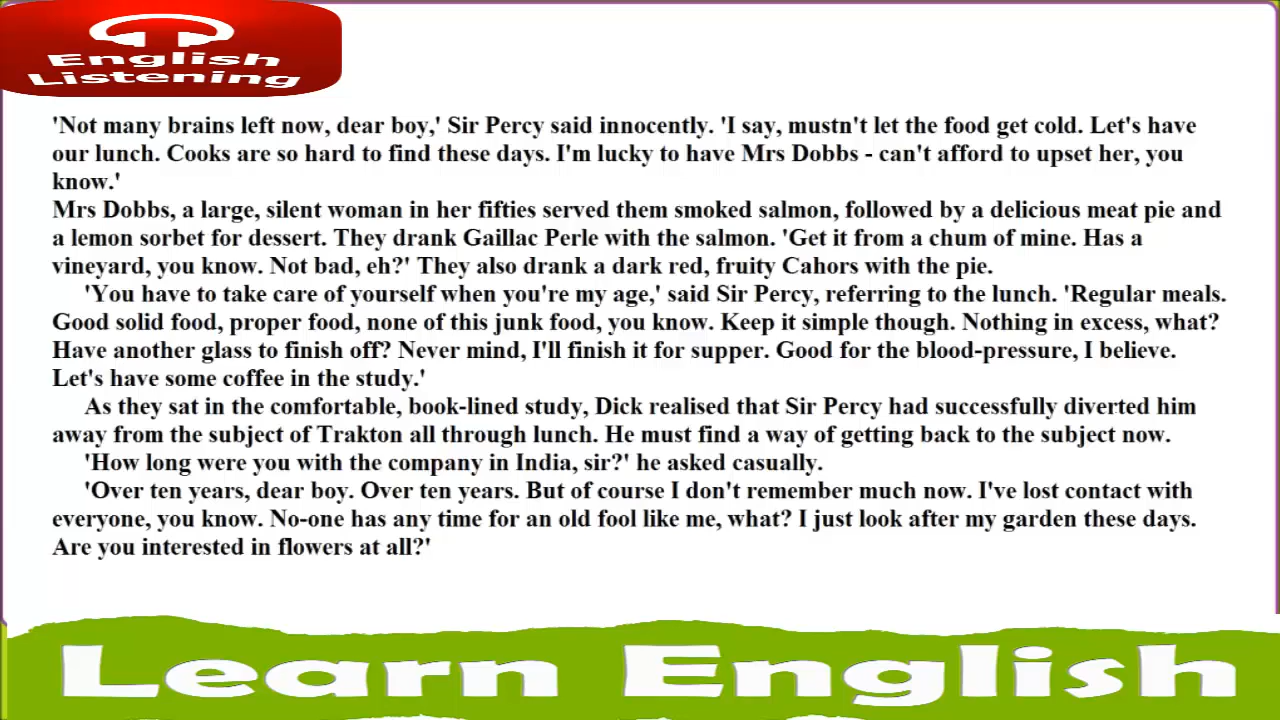 English
Listening
'Not many brains left now, dear boy,' Sir Percy said innocently. 'I say, mustn't let the food get cold. Let's have
our lunch. Cooks are so hard to find these days. I'm lucky to have Mrs Dobbs - can't afford to upset her, you
know.'
Mrs Dobbs, a large, silent woman in her fifties served them smoked salmon, followed by a delicious meat pie and
a lemon sorbet for dessert. They drank Gaillac Perle with the salmon. 'Get it from a chum of mine. Has a
vineyard, you know. Not bad, eh?' They also drank a dark red, fruity Cahors with the pie.
'You have to take care of yourself when you're my age,' said Sir Percy, referring to the lunch. 'Regular meals.
Good solid food, proper food, none of this junk food, you know. Keep it simple though. Nothing in excess, what?
Have another glass to finish off? Never mind, I'll finish it for supper. Good for the blood-pressure, I believe.
Let's have some coffee in the study.'
As they sat in the comfortable, book-lined study, Dick realised that Sir Percy had successfully diverted him
away from the subject of Trakton all through lunch. He must find a way of getting back to the subject now.
'How long were you with the company in India, sir?' he asked casually.
'Over ten years, dear boy. Over ten years. But of course I don't remember much now. I've lost contact with
everyone, you know. No-one has any time for an old fool like me, what? I just look after my garden these days.
Are you interested in flowers at all?'
Learn English